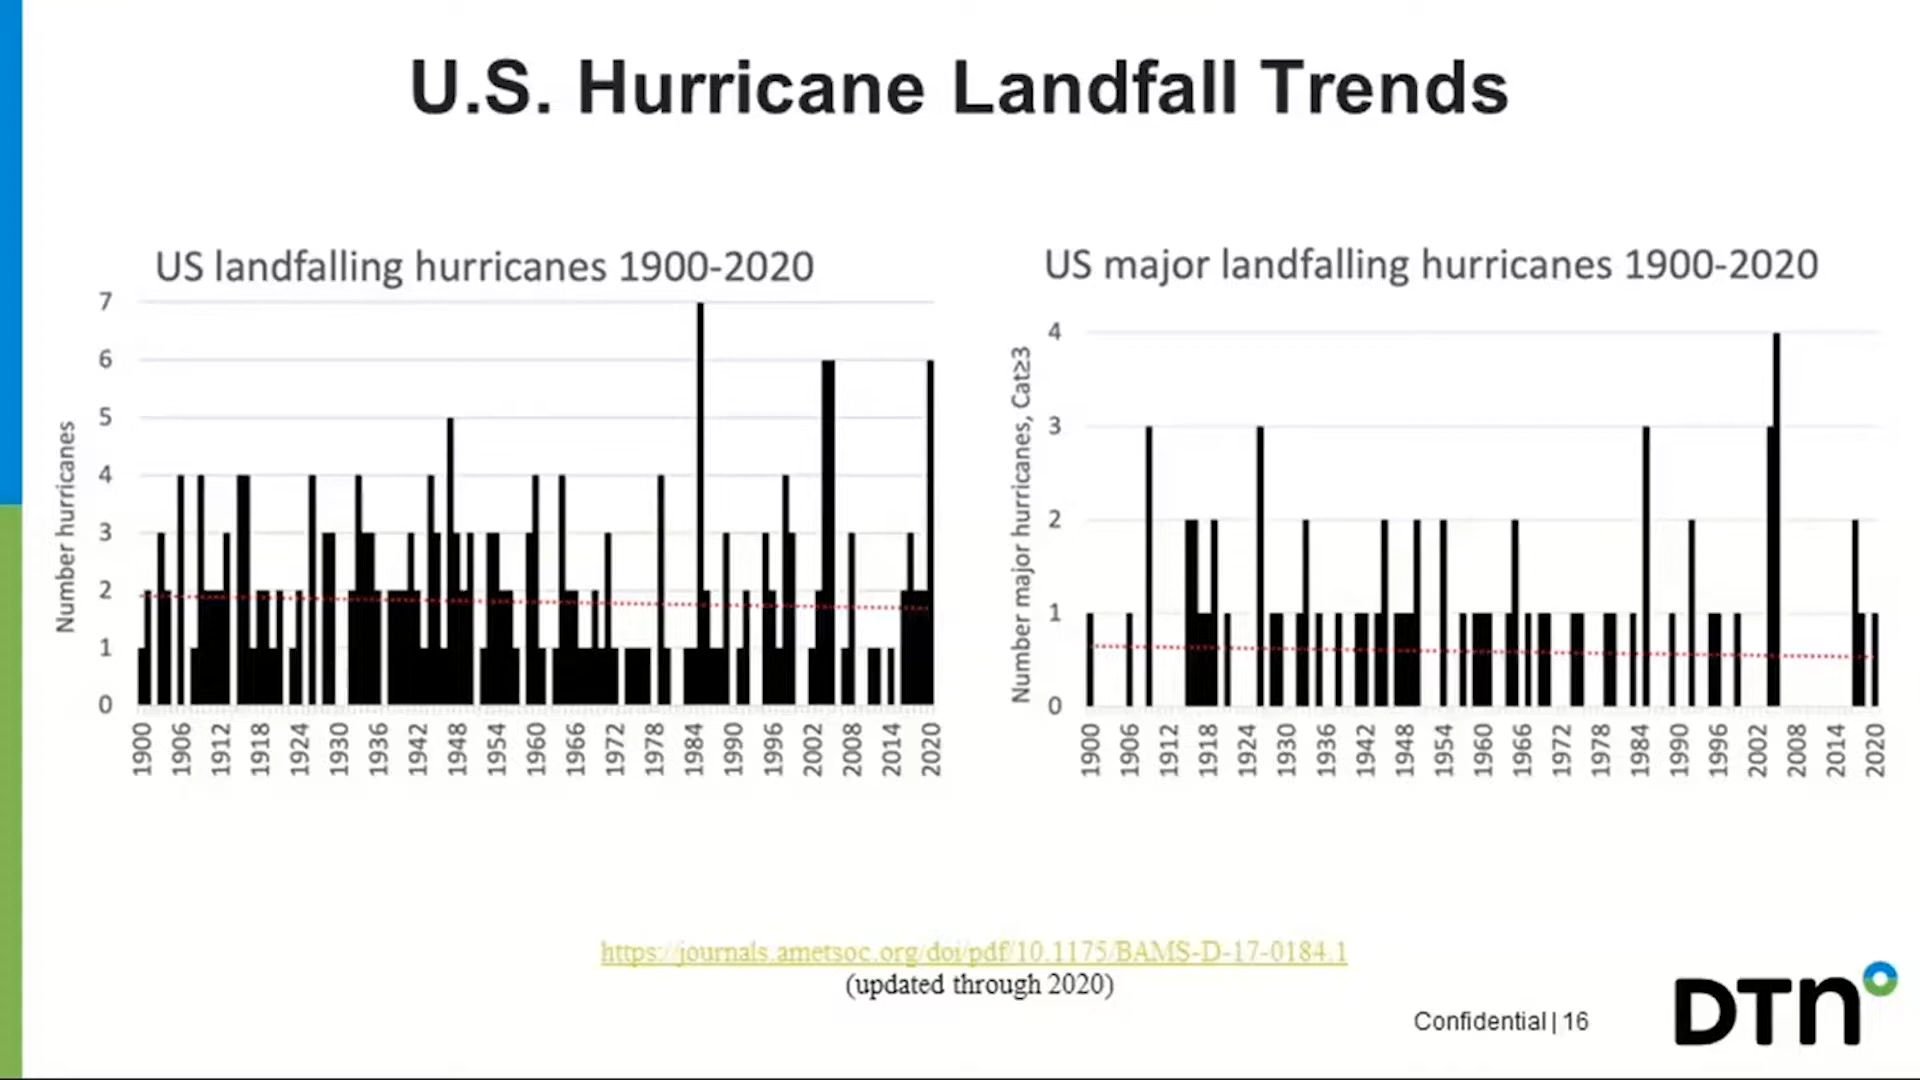 U.S. Hurricane Landfall Trends
US landfalling hurricanes 1900-2020
Number hurricanes
7
6
5
4
3
2
1
0
1900 1906 1912 1918 1924 1930 1936 1942 1948 1954 1960 1966 1972 1978 1984 1990 1996 2002 2008 2014 2020
US major landfalling hurricanes 1900-2020
Number major hurricanes, Cat≥3
4
3
2
1
0
1900 1906 1912 1918 1924 1930 1936 1942 1948 1954 1960 1966 1972 1978 1984 1990 1996 2002 2008 2014 2020
https://journals.ametsoc.org/doi/pdf/10.1175/BAMS-D-17-0184.1
(updated through 2020)
Confidential | 16
DTN